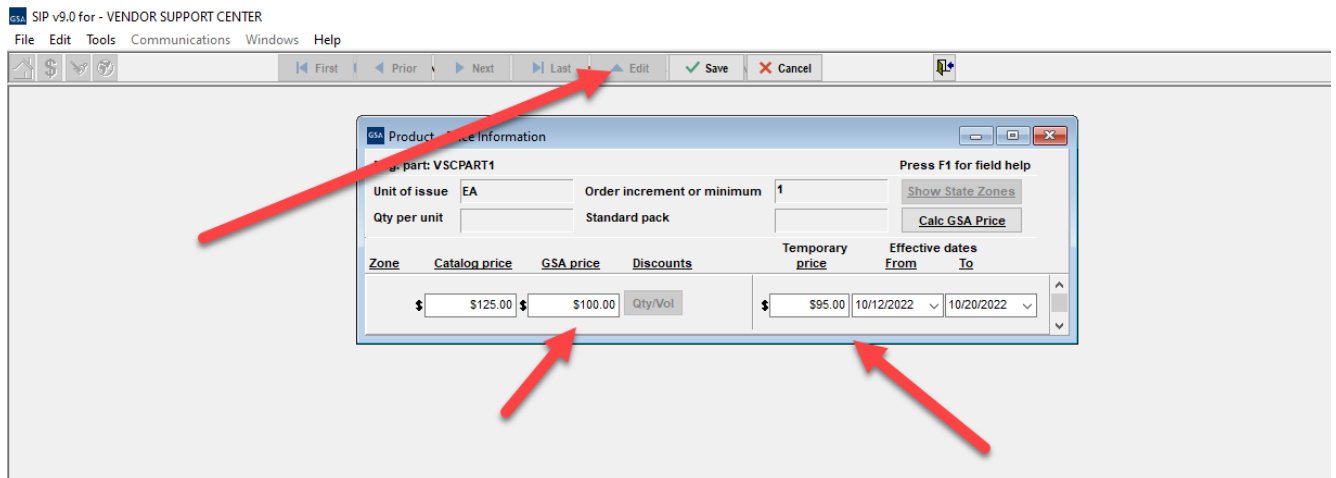 GSA SIP v9.0 for - VENDOR SUPPORT CENTER
File Edit Tools Communications Windows Help
First Prior Next Last Edit Save Cancel
GSA Product Information
part: VSCPART1 Press F1 for field help
Unit of issue EA Order increment or minimum 1 Show State Zones
Qty per unit Standard pack Calc GSA Price
Temporary Effective dates
Zone Catalog price GSA price Discounts price From To
$ $125.00 $ $100.00 Qty/Vol $ $95.00 10/12/2022 10/20/2022